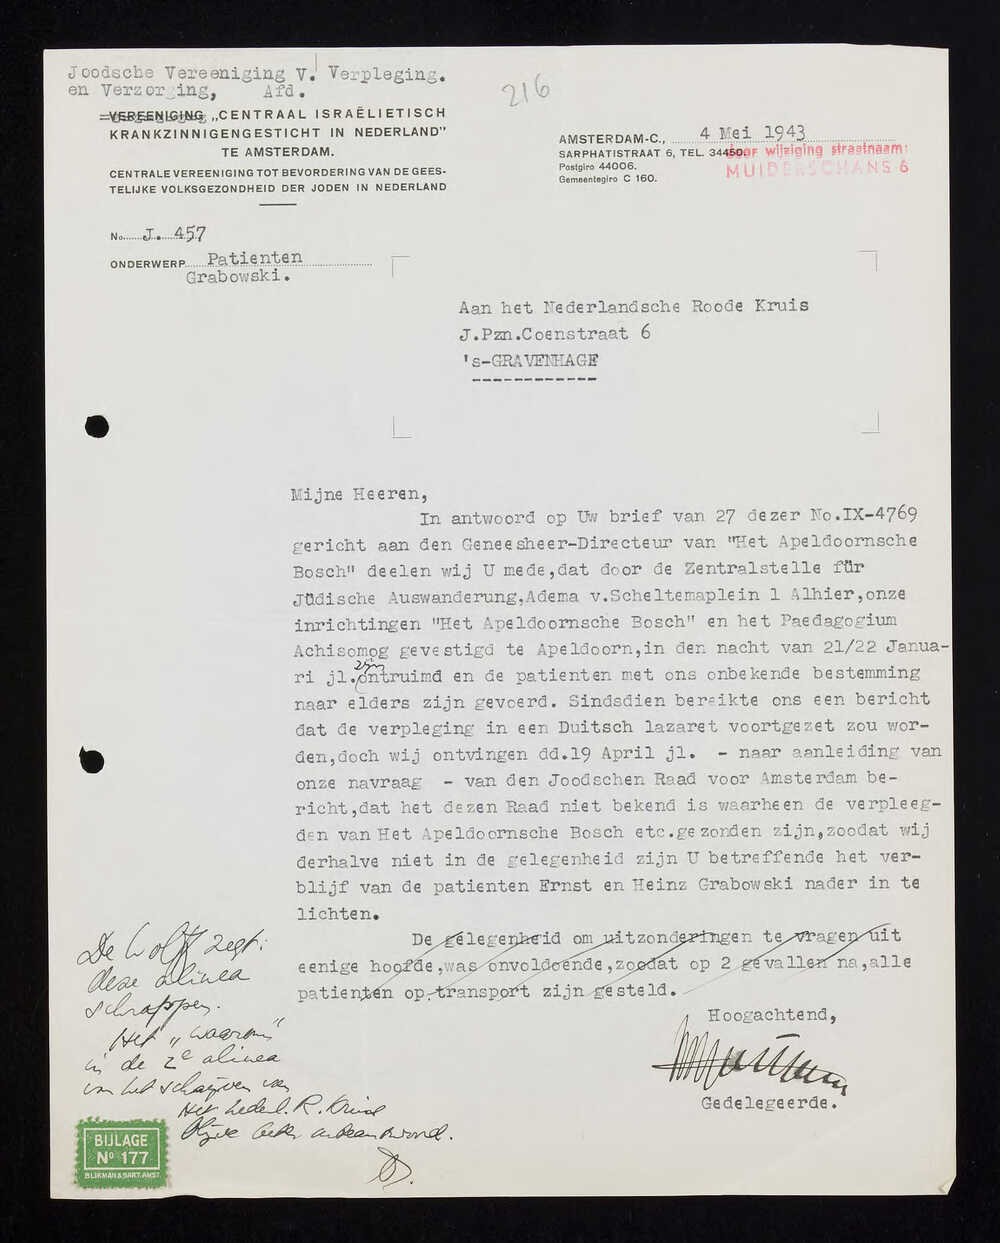 Joodsche Vereeniging v. Verpleging.
en Verzorging, Afd.
216
VEREENIGING „CENTRAAL ISRAËLIETISCH
KRANKZINNIGENGESTICHT IN NEDERLAND”
TE AMSTERDAM.
CENTRALE VEREENIGING TOT BEVORDERING VAN DE GEES-
TELIJKE VOLKSGEZONDHEID DER JODEN IN NEDERLAND
AMSTERDAM-C., 4 Mei 1943
SARPHATISTRAAT 6, TEL. 34450.
door wijziging straatnaam:
Postgiro 44006.
MUIDERSCHANS 6
Gemeentegiro C 160.
No. J. 457
ONDERWERP Patienten
Grabowski.
Aan het Nederlandsche Roode Kruis
J.Pzn.Coenstraat 6
's-GRAVENHAGE
-------------
Mijne Heeren,
In antwoord op Uw brief van 27 dezer No.IX-4769
gericht aan den Geneesheer-Directeur van "Het Apeldoornsche
Bosch" deelen wij U mede,dat door de Zentralstelle für
Jüdische Auswanderung,Adema v.Scheltemaplein 1 Alhier,onze
inrichtingen "Het Apeldoornsche Bosch" en het Paedagogium
Achisomog gevestigd te Apeldoorn,in den nacht van 21/22 Janua-
ri jl. zijn ontruimd en de patienten met ons onbekende bestemming
naar elders zijn gevoerd. Sindsdien bereikte ons een bericht
dat de verpleging in een Duitsch lazaret voortgezet zou wor-
den,doch wij ontvingen dd.19 April jl. - naar aanleiding van
onze navraag - van den Joodschen Raad voor Amsterdam be-
richt,dat het dezen Raad niet bekend is waarheen de verpleeg-
den van Het Apeldoornsche Bosch etc.gezonden zijn,zoodat wij
derhalve niet in de gelegenheid zijn U betreffende het ver-
blijf van de patienten Ernst en Heinz Grabowski nader in te
lichten.
De gelegenheid om uitzonderingen te vragen uit
eenige hoofde,was onvoldoende,zoodat op 2 gevallen na,alle
patienten op transport zijn gesteld.
Hoogachtend,
Gedelegeerde.
De Wolff zegt:
deze alinea
schrappen.
Het „waarom”
in de 2e alinea
van het schrijven van
Het Nederl. R. Kruis
blijve onbeantwoord.
BIJLAGE
No 177
BLIKMAN & SARTORIUS